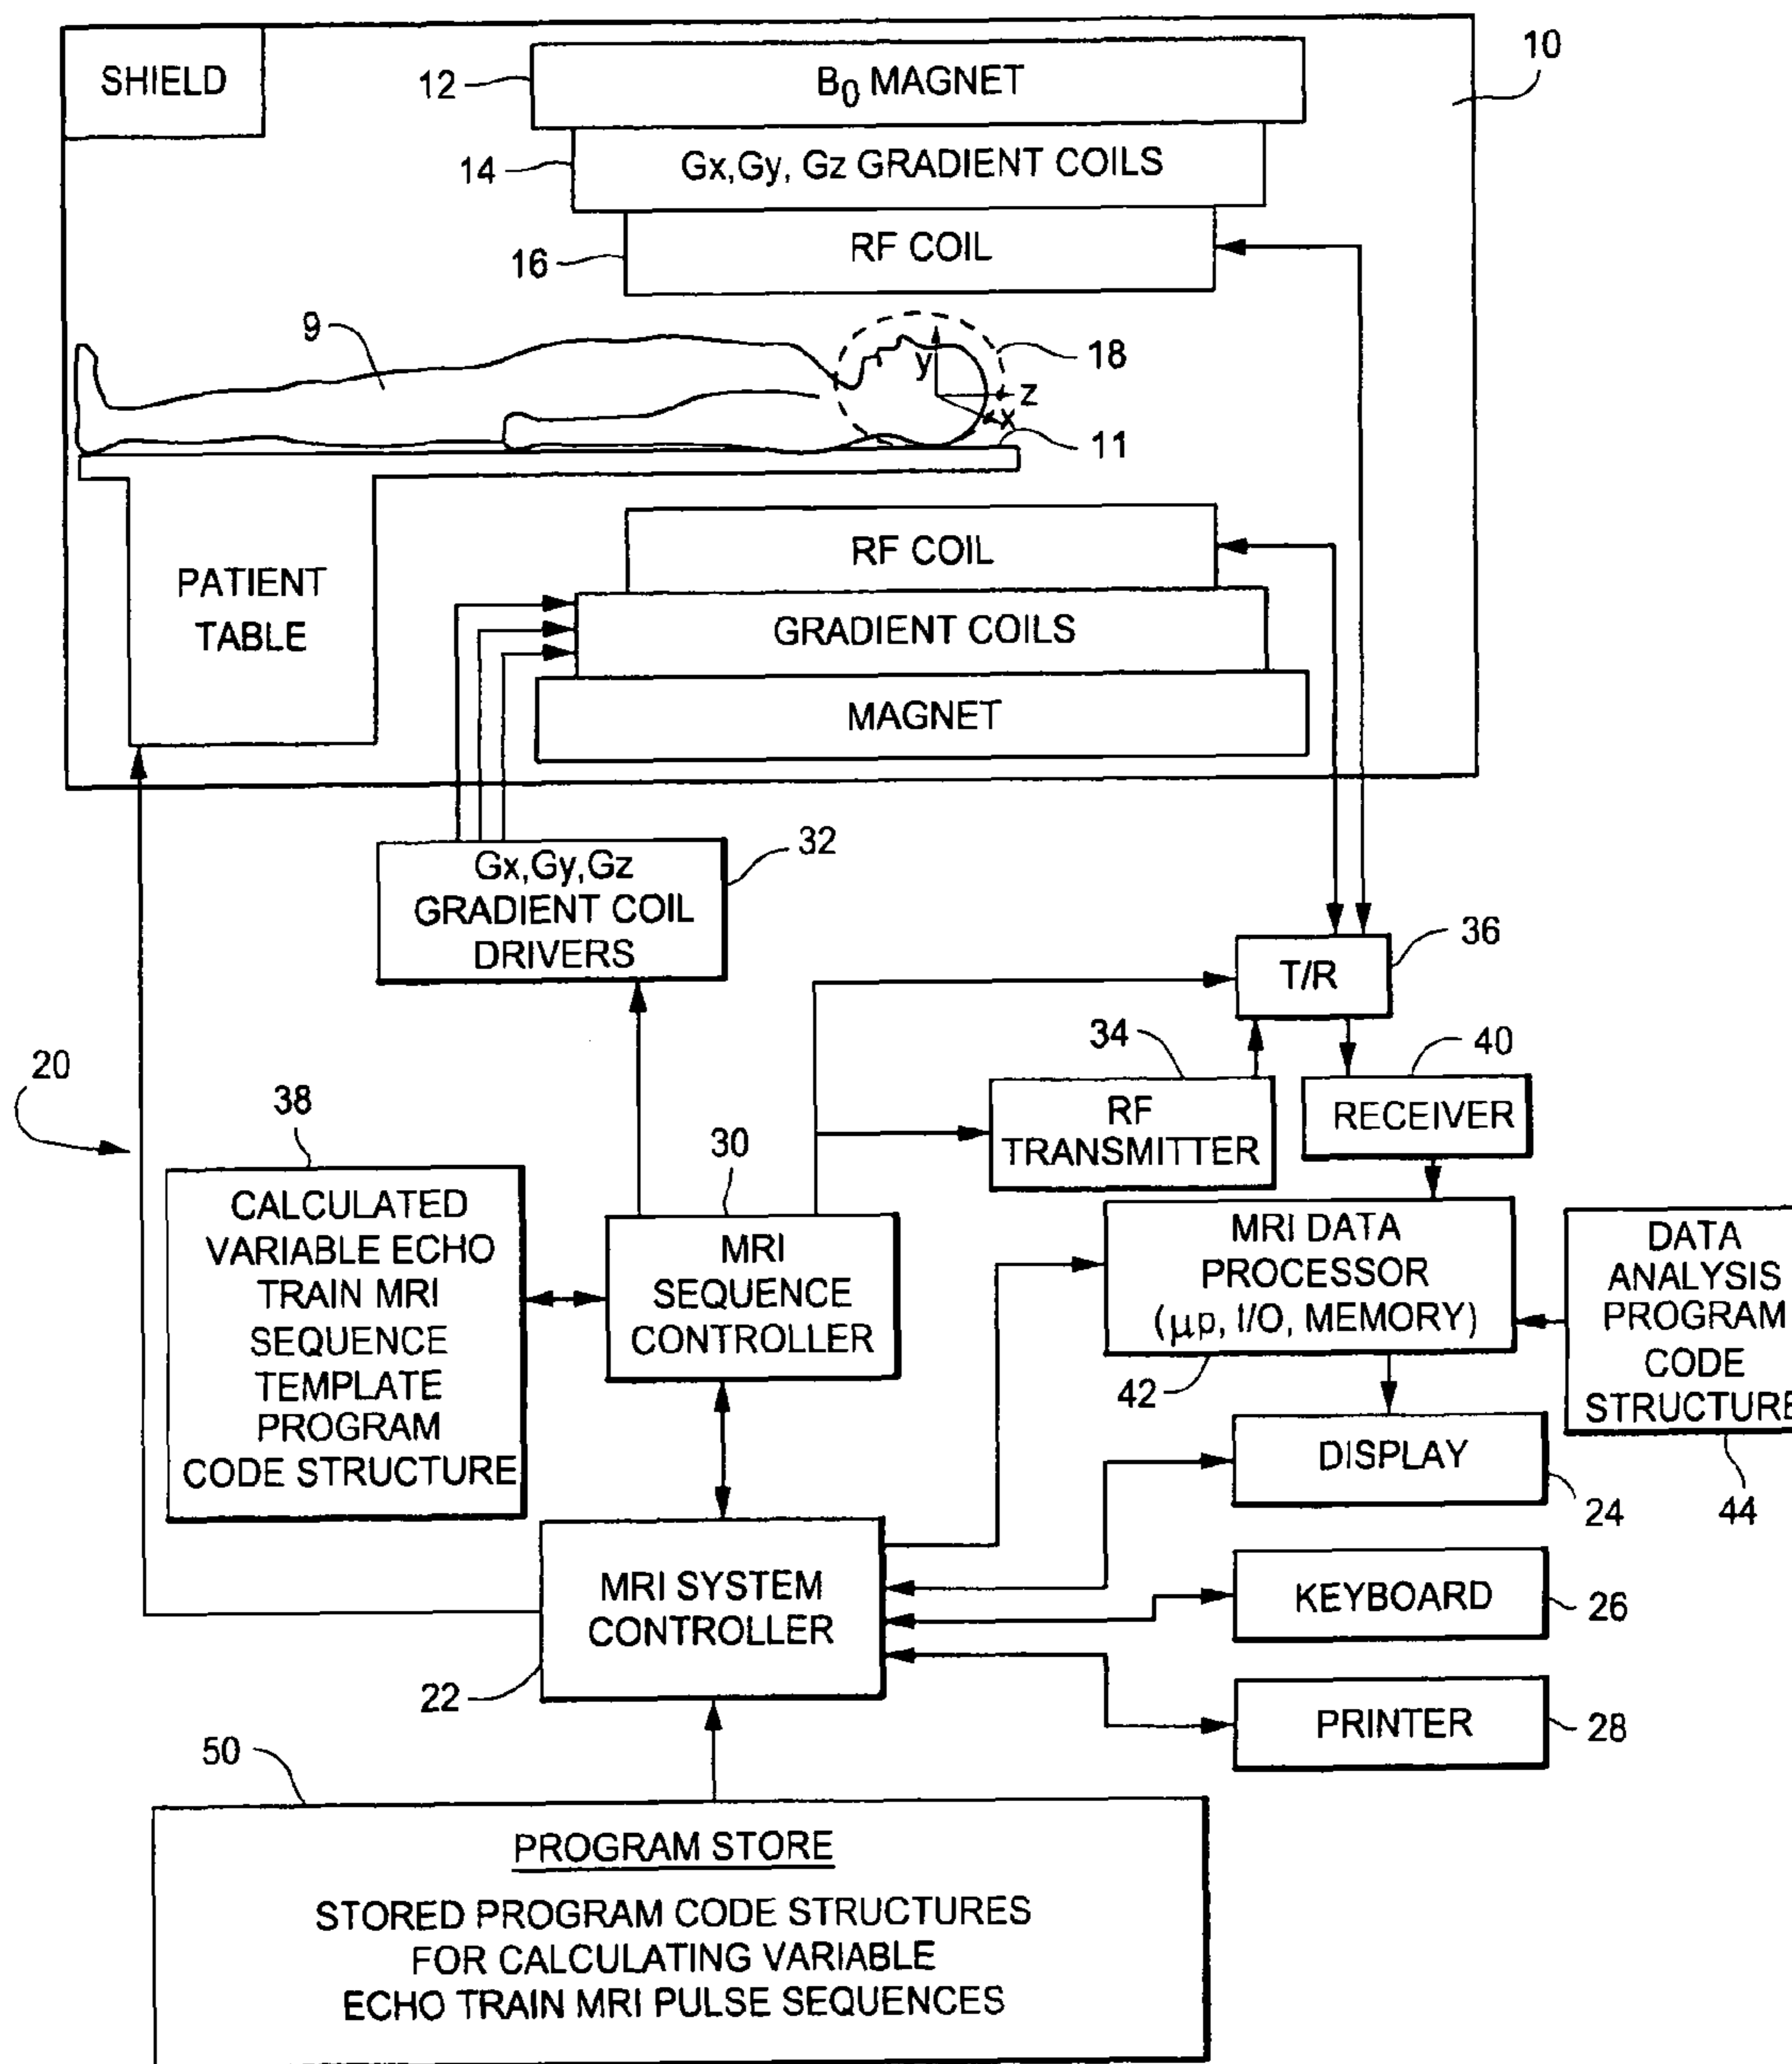 SHIELD
10
12
B0 MAGNET
14
Gx,Gy, Gz GRADIENT COILS
16
RF COIL
9
18
y
z
x
11
RF COIL
PATIENT
TABLE
GRADIENT COILS
MAGNET
32
Gx,Gy,Gz
GRADIENT COIL
DRIVERS
36
T/R
34
40
20
38
RF
TRANSMITTER
RECEIVER
30
CALCULATED
VARIABLE ECHO
TRAIN MRI
SEQUENCE
TEMPLATE
PROGRAM
CODE STRUCTURE
MRI
SEQUENCE
CONTROLLER
MRI DATA
PROCESSOR
(μp, I/O, MEMORY)
42
DATA
ANALYSIS
PROGRAM
CODE
STRUCTURE
44
DISPLAY
24
MRI SYSTEM
CONTROLLER
22
KEYBOARD
26
PRINTER
28
50
PROGRAM STORE
STORED PROGRAM CODE STRUCTURES
FOR CALCULATING VARIABLE
ECHO TRAIN MRI PULSE SEQUENCES